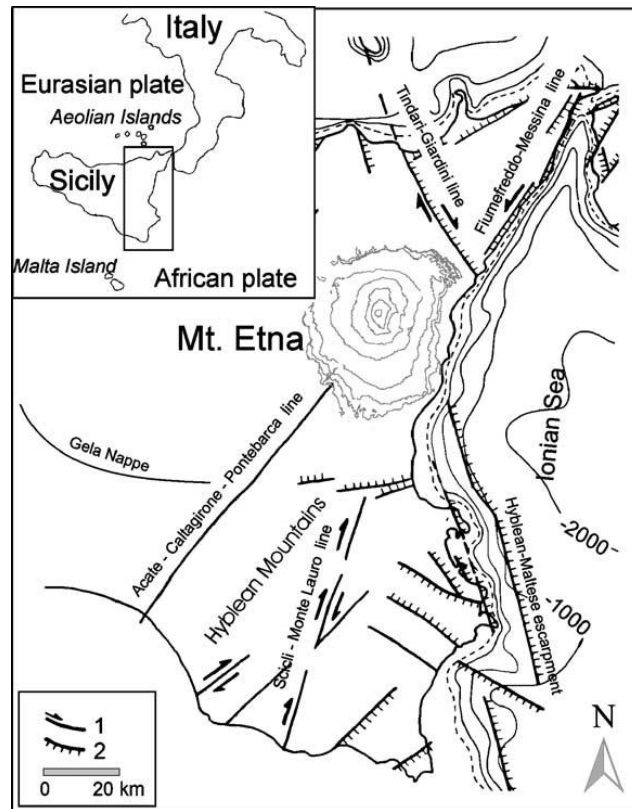 Italy
Eurasian plate
Aeolian Islands
Sicily
Malta Island
African plate
Tindari-Giardini line
Fiumefreddo-Messina line
Mt. Etna
Ionian Sea
Gela Nappe
Acate - Caltagirone - Pontebarca line
Hyblean Mountains
Scicli - Monte Lauro line
Hyblean-Maltese escarpment
-2000
-1000
1
2
0 20 km
N